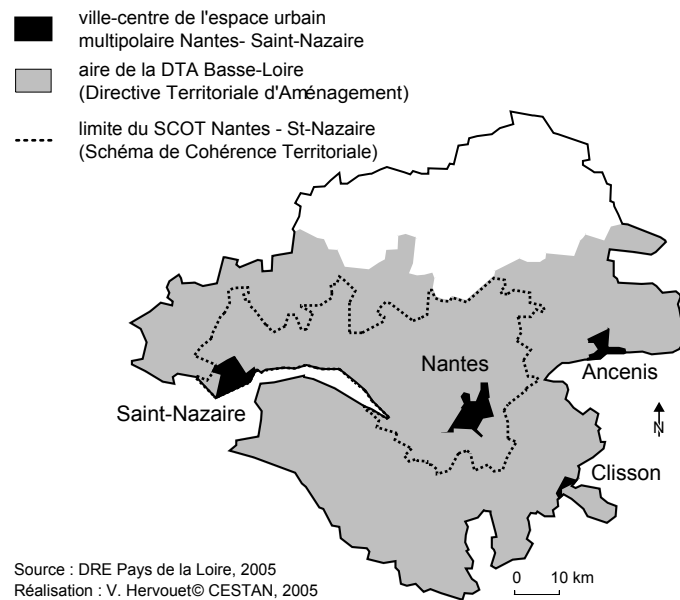 ville-centre de l'espace urbain
multipolaire Nantes- Saint-Nazaire
aire de la DTA Basse-Loire
(Directive Territoriale d'Aménagement)
limite du SCOT Nantes - St-Nazaire
(Schéma de Cohérence Territoriale)
Nantes
Ancenis
Saint-Nazaire
N
Clisson
Source : DRE Pays de la Loire, 2005
Réalisation : V. Hervouet© CESTAN, 2005
0 10 km